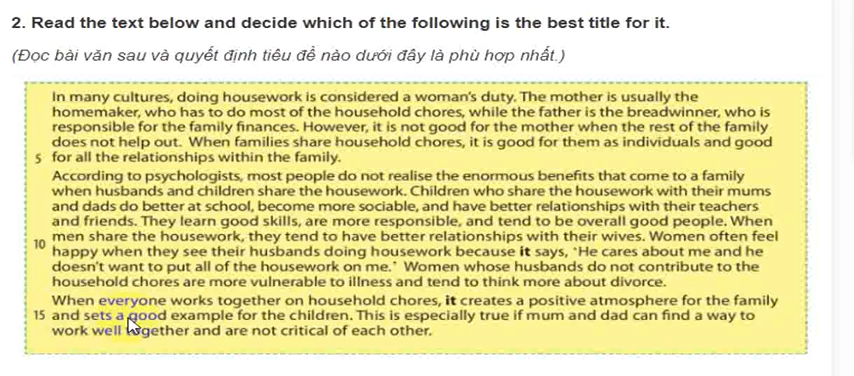 2. Read the text below and decide which of the following is the best title for it.
(Đọc bài văn sau và quyết định tiêu đề nào dưới đây là phù hợp nhất.)
In many cultures, doing housework is considered a woman's duty. The mother is usually the
homemaker, who has to do most of the household chores, while the father is the breadwinner, who is
responsible for the family finances. However, it is not good for the mother when the rest of the family
does not help out. When families share household chores, it is good for them as individuals and good
5 for all the relationships within the family.
According to psychologists, most people do not realise the enormous benefits that come to a family
when husbands and children share the housework. Children who share the housework with their mums
and dads do better at school, become more sociable, and have better relationships with their teachers
and friends. They learn good skills, are more responsible, and tend to be overall good people. When
10 men share the housework, they tend to have better relationships with their wives. Women often feel
happy when they see their husbands doing housework because it says, 'He cares about me and he
doesn't want to put all of the housework on me.' Women whose husbands do not contribute to the
household chores are more vulnerable to illness and tend to think more about divorce.
When everyone works together on household chores, it creates a positive atmosphere for the family
15 and sets a good example for the children. This is especially true if mum and dad can find a way to
work well together and are not critical of each other.